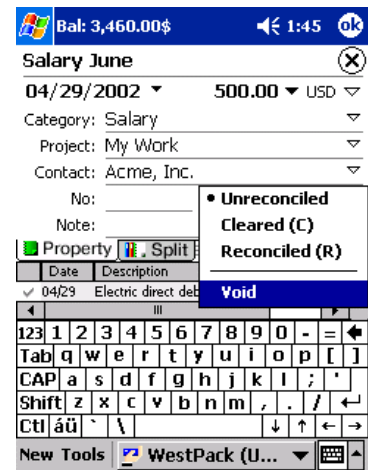 Bal: 3,460.00$ 1:45 ok
Salary June
04/29/2002 500.00 USD
Category: Salary
Project: My Work
Contact: Acme, Inc.
No:
Note:
• Unreconciled
Cleared (C)
Reconciled (R)
Void
Property Split
Date Description
04/29 Electric direct deb
123 1 2 3 4 5 6 7 8 9 0 - =
Tab q w e r t y u i o p [ ]
CAP a s d f g h j k l ; '
Shift z x c v b n m , . /
Ctl áü ` \
New Tools WestPack (U...